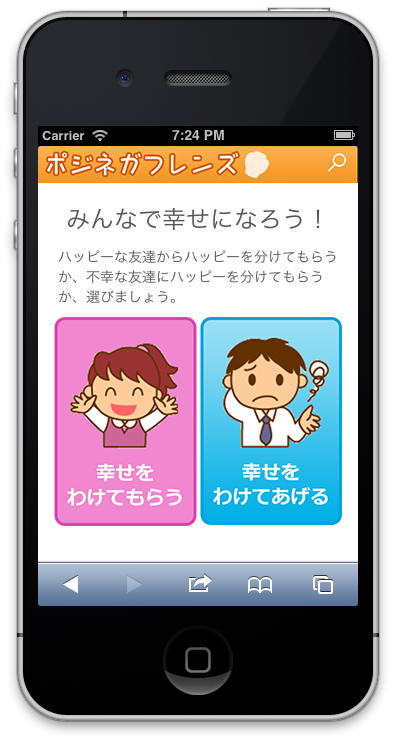 Carrier 7:24 PM
ポジネガフレンズ
みんなで幸せになろう！
ハッピーな友達からハッピーを分けてもらう
か、不幸な友達にハッピーを分けてもらう
か、選びましょう。
幸せを
わけてもらう
幸せを
わけてあげる